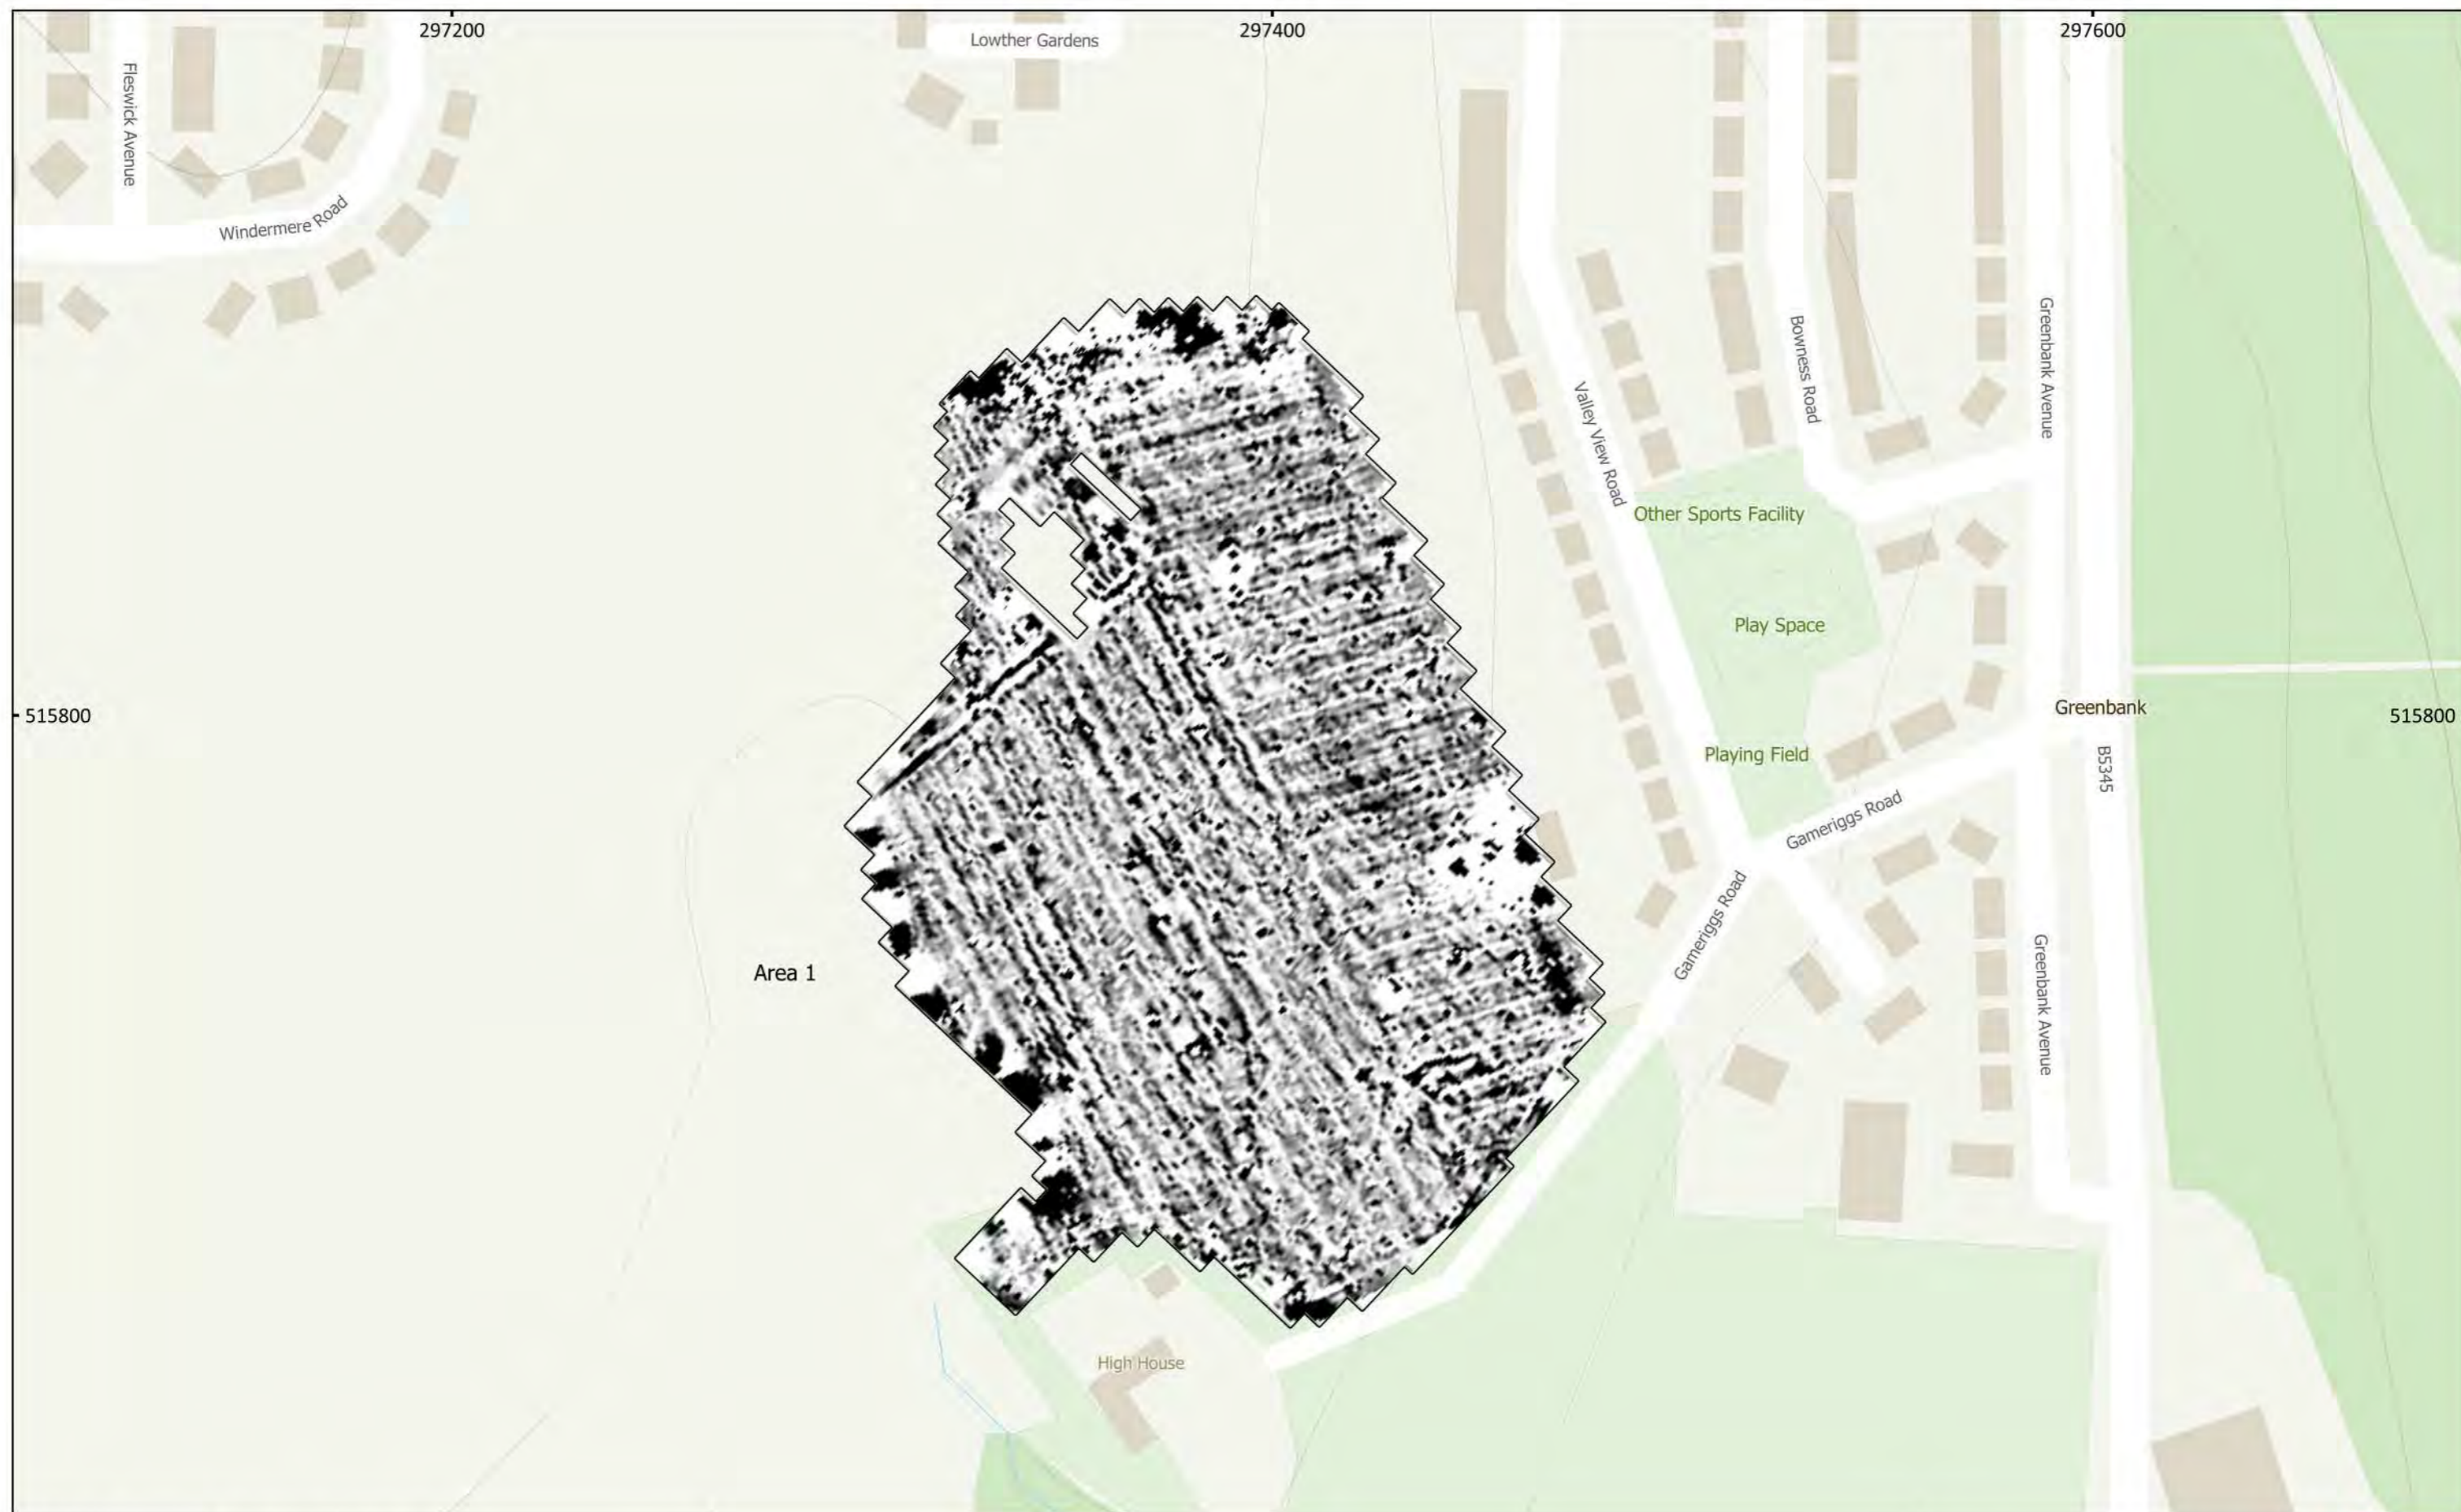 297200
297400
297600
Lowther Gardens
Fleswick Avenue
Windermere Road
Greenbank Avenue
Bowness Road
Valley View Road
Other Sports Facility
Play Space
Greenbank
515800
515800
Playing Field
B5345
Gameriggs Road
Gameriggs Road
Area 1
Greenbank Avenue
High House